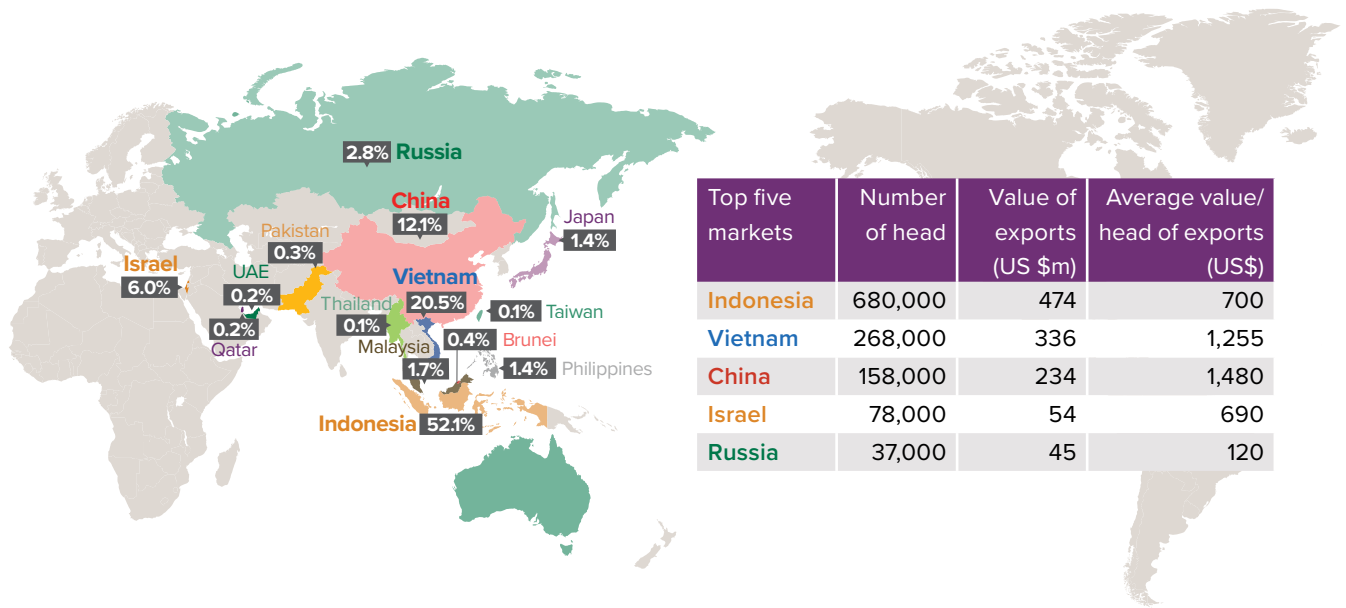 2.8% Russia
China
12.1%
Japan
1.4%
Pakistan
0.3%
Israel
6.0%
UAE
0.2%
0.2%
Qatar
Vietnam
20.5%
Thailand
0.1%
0.1% Taiwan
Malaysia
1.7%
0.4% Brunei
1.4% Philippines
Indonesia 52.1%
Top five markets
Number of head
Value of exports (US $m)
Average value/ head of exports (US$)
Indonesia 680,000 474 700
Vietnam 268,000 336 1,255
China 158,000 234 1,480
Israel 78,000 54 690
Russia 37,000 45 120